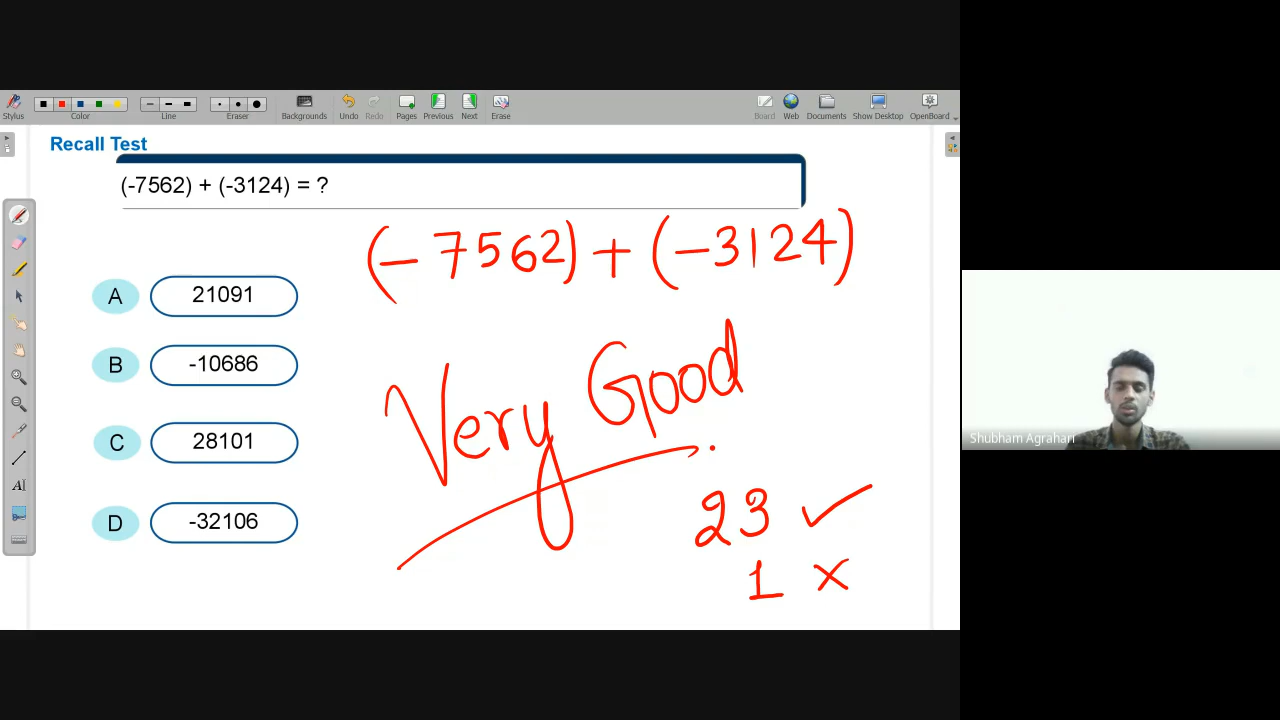 Stylus
Color
Line
Eraser
Backgrounds
Undo
Redo
Pages
Previous
Next
Erase
Board
Web
Documents
Show Desktop
OpenBoard
Recall Test
(-7562) + (-3124) = ?
(-7562) + (-3124)
A 21091
B -10686
C 28101
D -32106
Very Good
23 ✓
1 ×
Shubham Agrahari